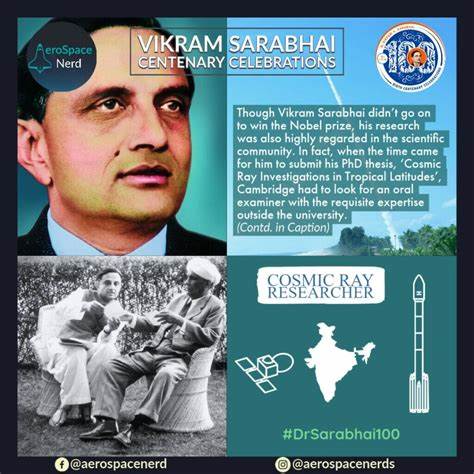 AeroSpace
Nerd
VIKRAM SARABHAI
CENTENARY CELEBRATIONS
100
Though Vikram Sarabhai didn't go on
to win the Nobel prize, his research
was also highly regarded in the scientific
community. In fact, when the time came
for him to submit his PhD thesis, 'Cosmic
Ray Investigations in Tropical Latitudes',
Cambridge had to look for an oral
examiner with the requisite expertise
outside the university.
(Contd. in Caption)
COSMIC RAY
RESEARCHER
#DrSarabhai100
@aerospacenerd
@aerospacenerds